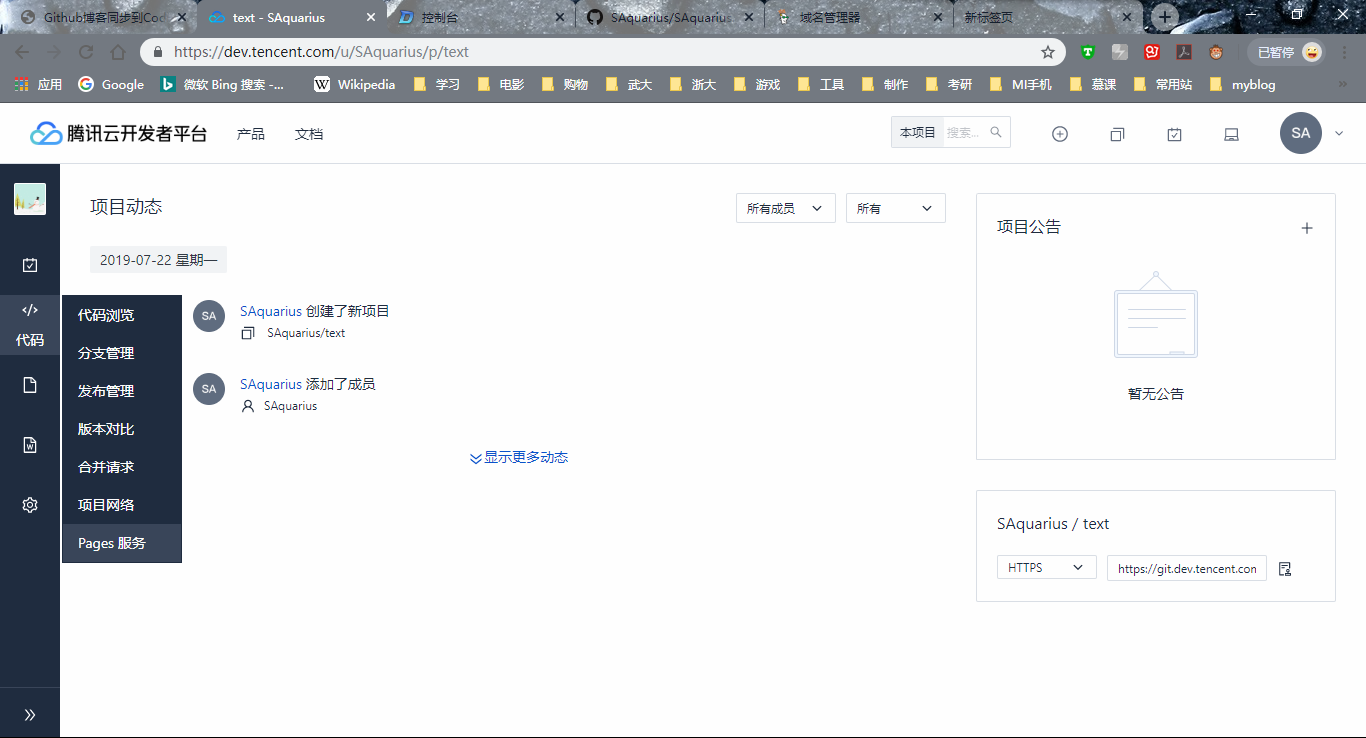 Github博客同步到Cod
text - SAquarius
控制台
SAquarius/SAquarius
域名管理器
新标签页
https://dev.tencent.com/u/SAquarius/p/text
已暂停
应用
Google
微软 Bing 搜索 -...
W Wikipedia
学习
电影
购物
武大
浙大
游戏
工具
制作
考研
MI手机
慕课
常用站
myblog
腾讯云开发者平台
产品
文档
本项目
搜索...
SA
项目动态
所有成员
所有
项目公告
2019-07-22 星期一
代码
代码浏览
分支管理
发布管理
版本对比
合并请求
项目网络
Pages 服务
SA
SAquarius 创建了新项目
SAquarius/text
SA
SAquarius 添加了成员
SAquarius
显示更多动态
暂无公告
SAquarius / text
HTTPS
https://git.dev.tencent.con